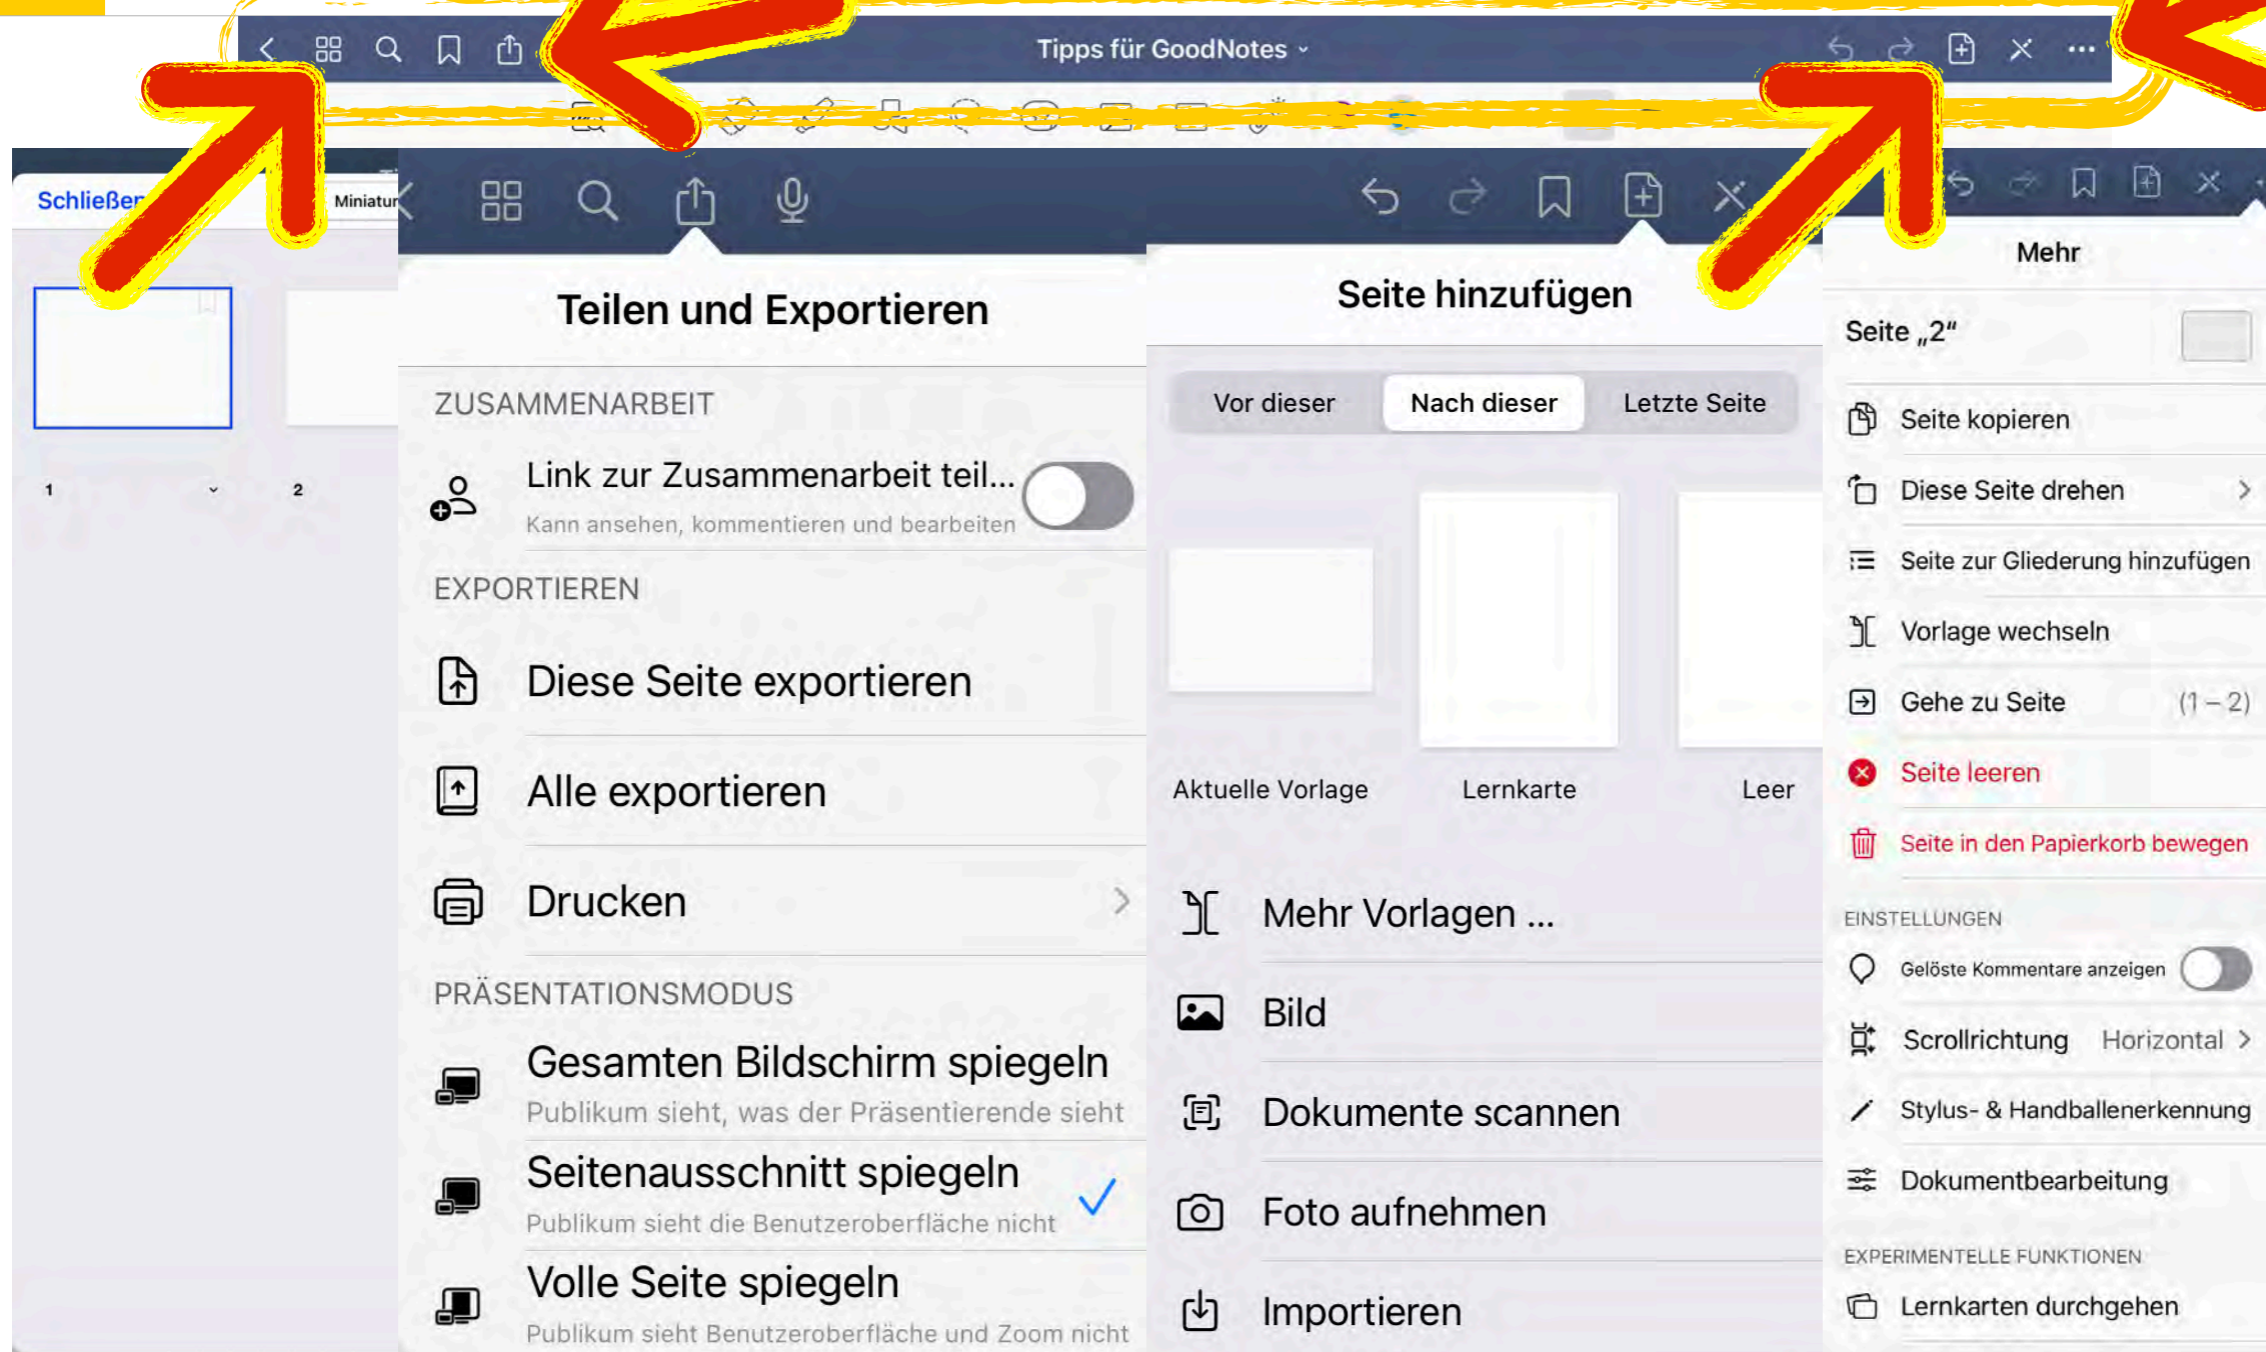 Tipps für GoodNotes
Schließen
Miniatur
1
2
Teilen und Exportieren
ZUSAMMENARBEIT
Link zur Zusammenarbeit teil...
Kann ansehen, kommentieren und bearbeiten
EXPORTIEREN
Diese Seite exportieren
Alle exportieren
Drucken
PRÄSENTATIONSMODUS
Gesamten Bildschirm spiegeln
Publikum sieht, was der Präsentierende sieht
Seitenausschnitt spiegeln
Publikum sieht die Benutzeroberfläche nicht
Volle Seite spiegeln
Publikum sieht Benutzeroberfläche und Zoom nicht
Seite hinzufügen
Vor dieser Nach dieser Letzte Seite
Aktuelle Vorlage Lernkarte Leer
Mehr Vorlagen ...
Bild
Dokumente scannen
Foto aufnehmen
Importieren
Mehr
Seite „2“
Seite kopieren
Diese Seite drehen
Seite zur Gliederung hinzufügen
Vorlage wechseln
Gehe zu Seite (1 – 2)
Seite leeren
Seite in den Papierkorb bewegen
EINSTELLUNGEN
Gelöste Kommentare anzeigen
Scrollrichtung Horizontal
Stylus- & Handballenerkennung
Dokumentbearbeitung
EXPERIMENTELLE FUNKTIONEN
Lernkarten durchgehen